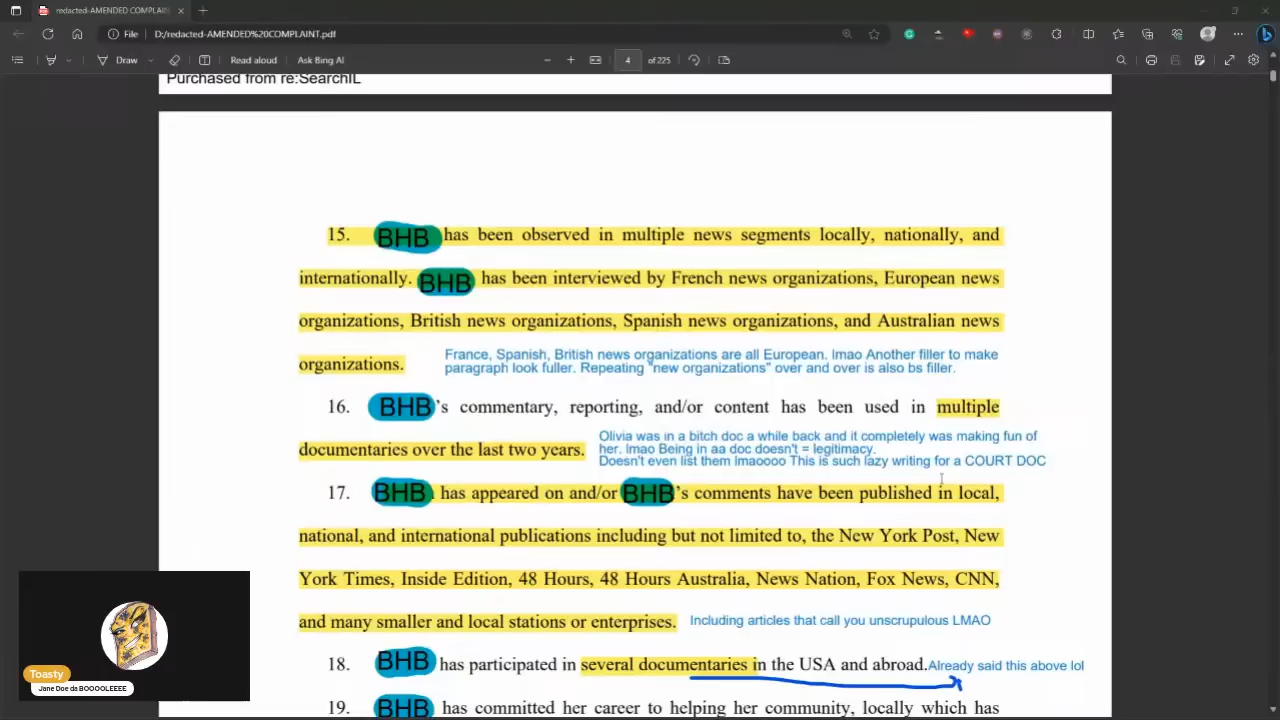 redacted-AMENDED COMPLAIN
File
D:/redacted-AMENDED%20COMPLAINT.pdf
Draw
Read aloud
Ask Bing AI
4 of 225
Purchased from re:SearchIL
15. BHB has been observed in multiple news segments locally, nationally, and
internationally. BHB has been interviewed by French news organizations, European news
organizations, British news organizations, Spanish news organizations, and Australian news
organizations.
France, Spanish, British news organizations are all European. lmao Another filler to make
paragraph look fuller. Repeating "new organizations" over and over is also bs filler.
16. BHB's commentary, reporting, and/or content has been used in multiple
documentaries over the last two years.
Olivia was in a bitch doc a while back and it completely was making fun of
her. lmao Being in aa doc doesn't = legitimacy.
Doesn't even list them lmaoooo This is such lazy writing for a COURT DOC
17. BHB has appeared on and/or BHB's comments have been published in local,
national, and international publications including but not limited to, the New York Post, New
York Times, Inside Edition, 48 Hours, 48 Hours Australia, News Nation, Fox News, CNN,
and many smaller and local stations or enterprises.
Including articles that call you unscrupulous LMAO
18. BHB has participated in several documentaries in the USA and abroad.
Already said this above lol
19. BHB has committed her career to helping her community, locally which has
Toasty
Jane Doe da BOOOOLEEEE